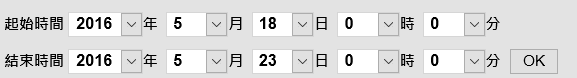 起始時間 2016 年 5 月 18 日 0 時 0 分
結束時間 2016 年 5 月 23 日 0 時 0 分 OK